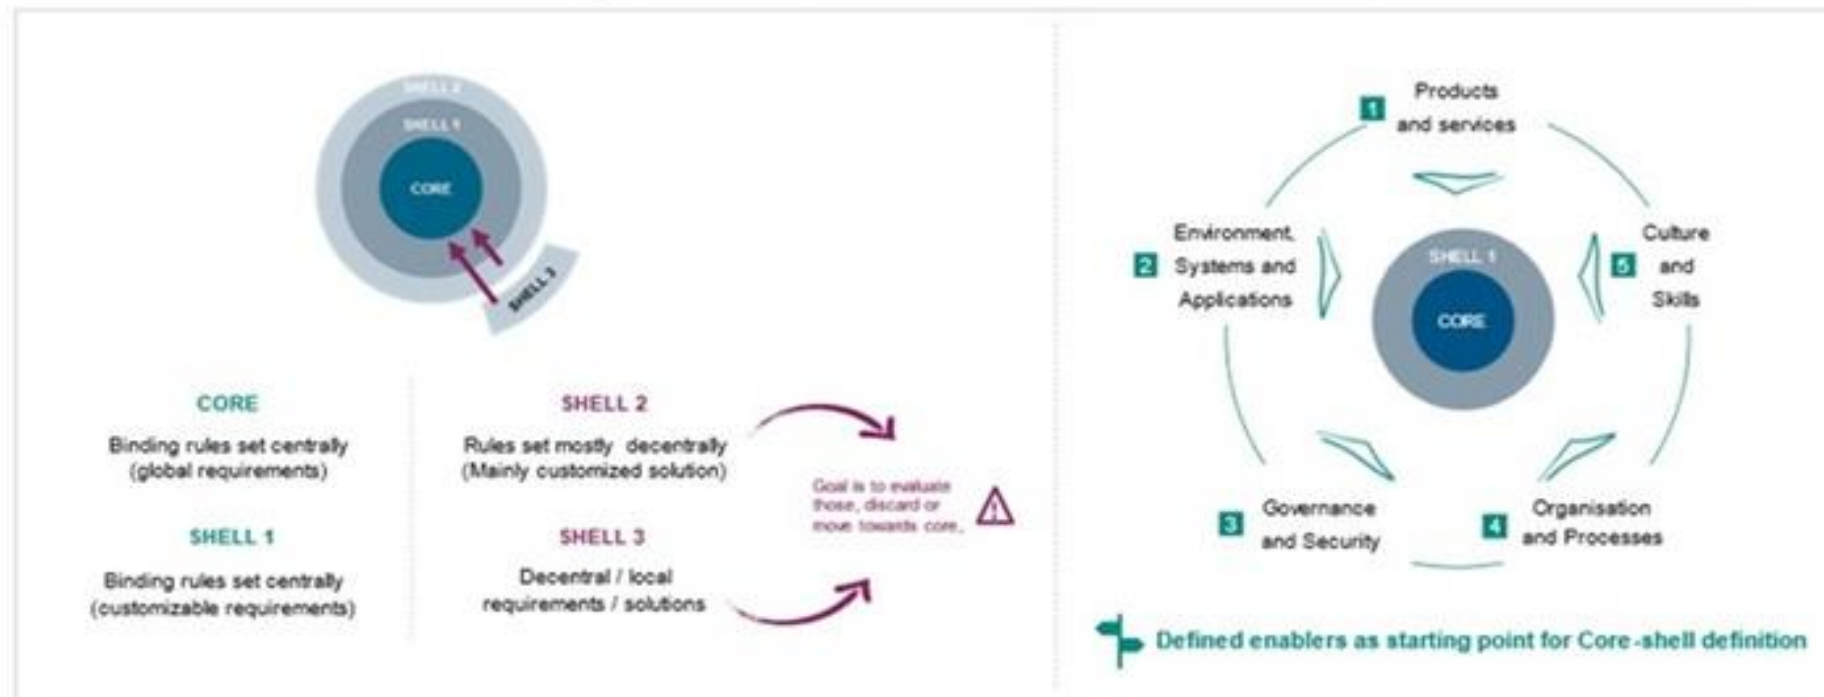 SHELL 2
SHELL 1
CORE
SHELL 3
CORE
Binding rules set centrally
(global requirements)
SHELL 1
Binding rules set centrally
(customizable requirements)
SHELL 2
Rules set mostly decentrally
(Mainly customized solution)
SHELL 3
Decentral / local
requirements / solutions
Goal is to evaluate
those, discard or
move towards core.
1
Products
and services
2
Environment,
Systems and
Applications
SHELL 1
CORE
5
Culture
and
Skills
3
Governance
and Security
4
Organisation
and Processes
Defined enablers as starting point for Core-shell definition